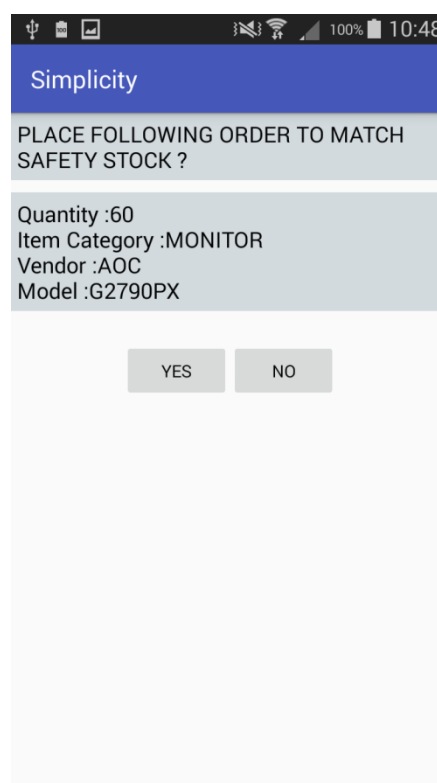 100% 10:48
Simplicity
PLACE FOLLOWING ORDER TO MATCH
SAFETY STOCK ?
Quantity :60
Item Category :MONITOR
Vendor :AOC
Model :G2790PX
YES NO